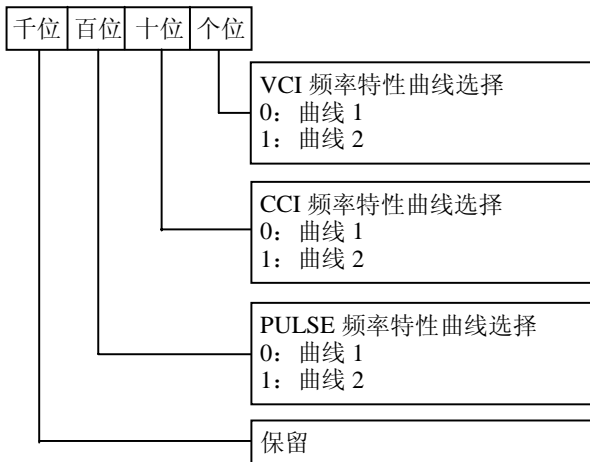 千位 百位 十位 个位
VCI 频率特性曲线选择
0：曲线 1
1：曲线 2
CCI 频率特性曲线选择
0：曲线 1
1：曲线 2
PULSE 频率特性曲线选择
0：曲线 1
1：曲线 2
保留